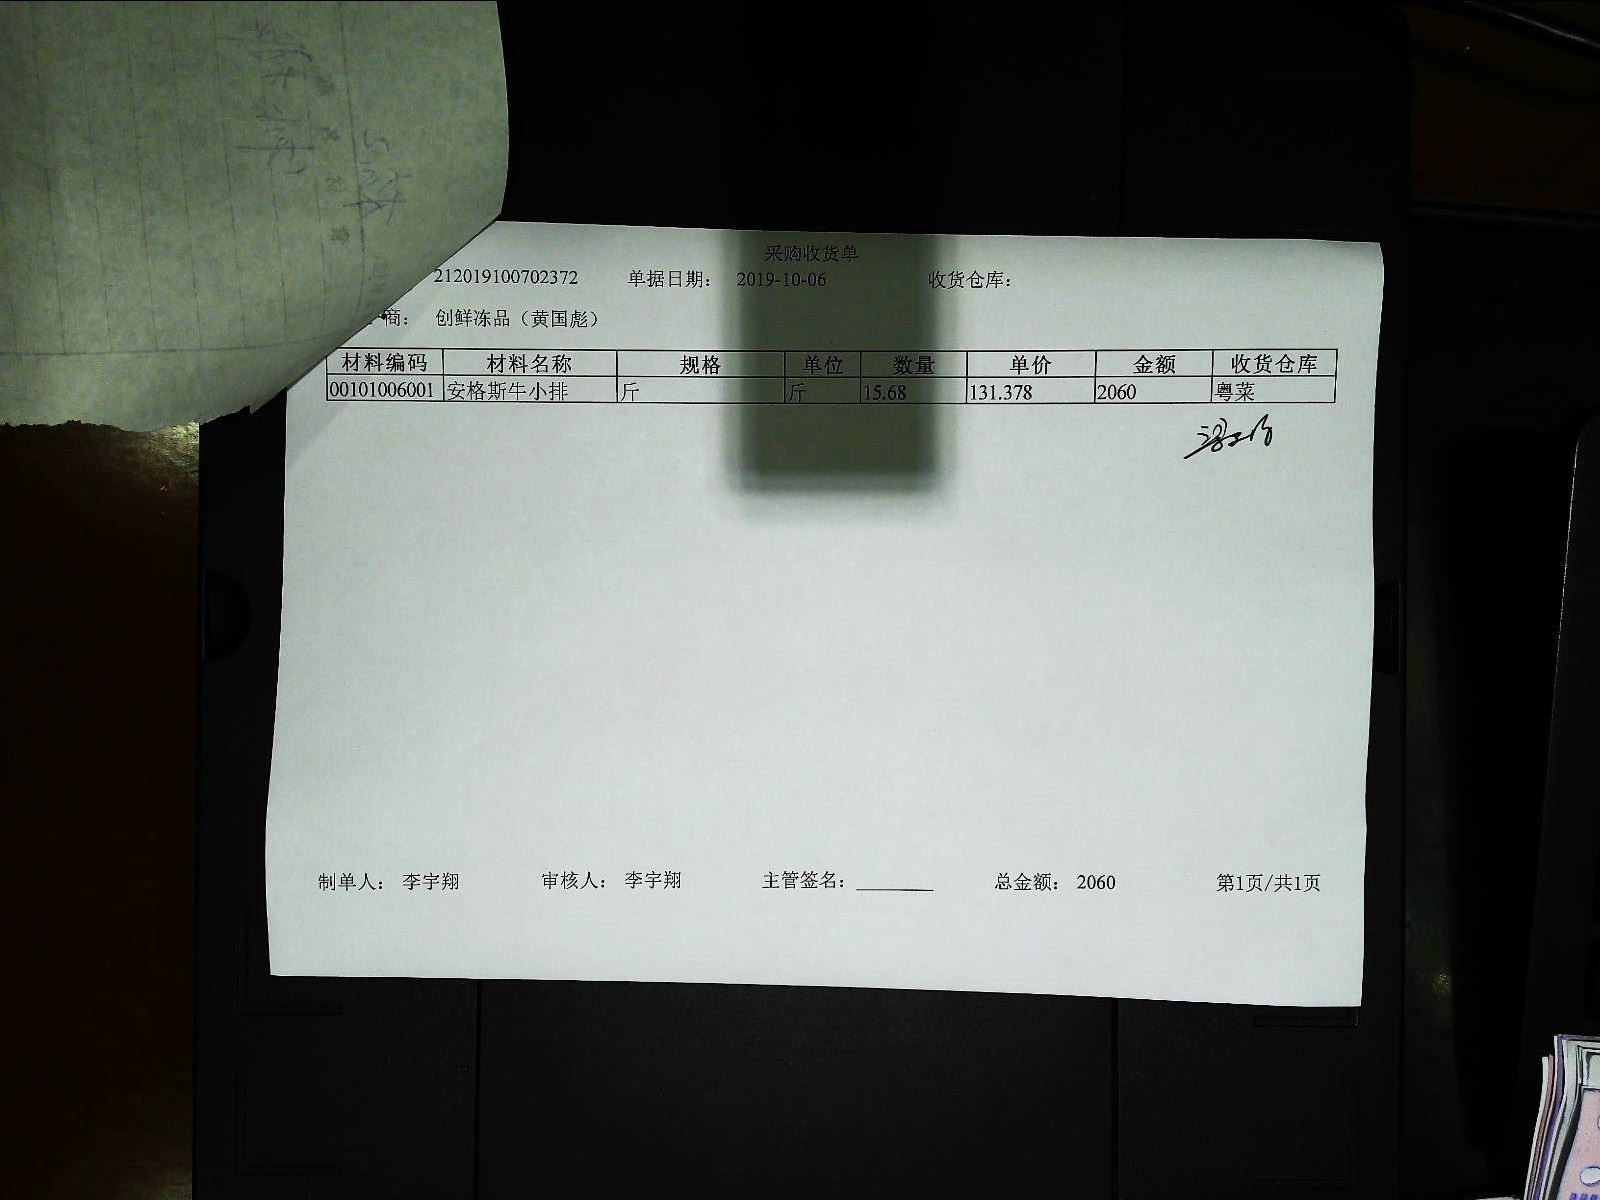 采购收货单
212019100702372 单据日期： 2019-10-06 收货仓库：
商： 创鲜冻品（黄国彪）
材料编码 材料名称 规格 单位 数量 单价 金额 收货仓库
00101006001 安格斯牛小排 斤 斤 15.68 131.378 2060 粤菜
制单人： 李宇翔 审核人： 李宇翔 主管签名： 总金额： 2060 第1页/共1页